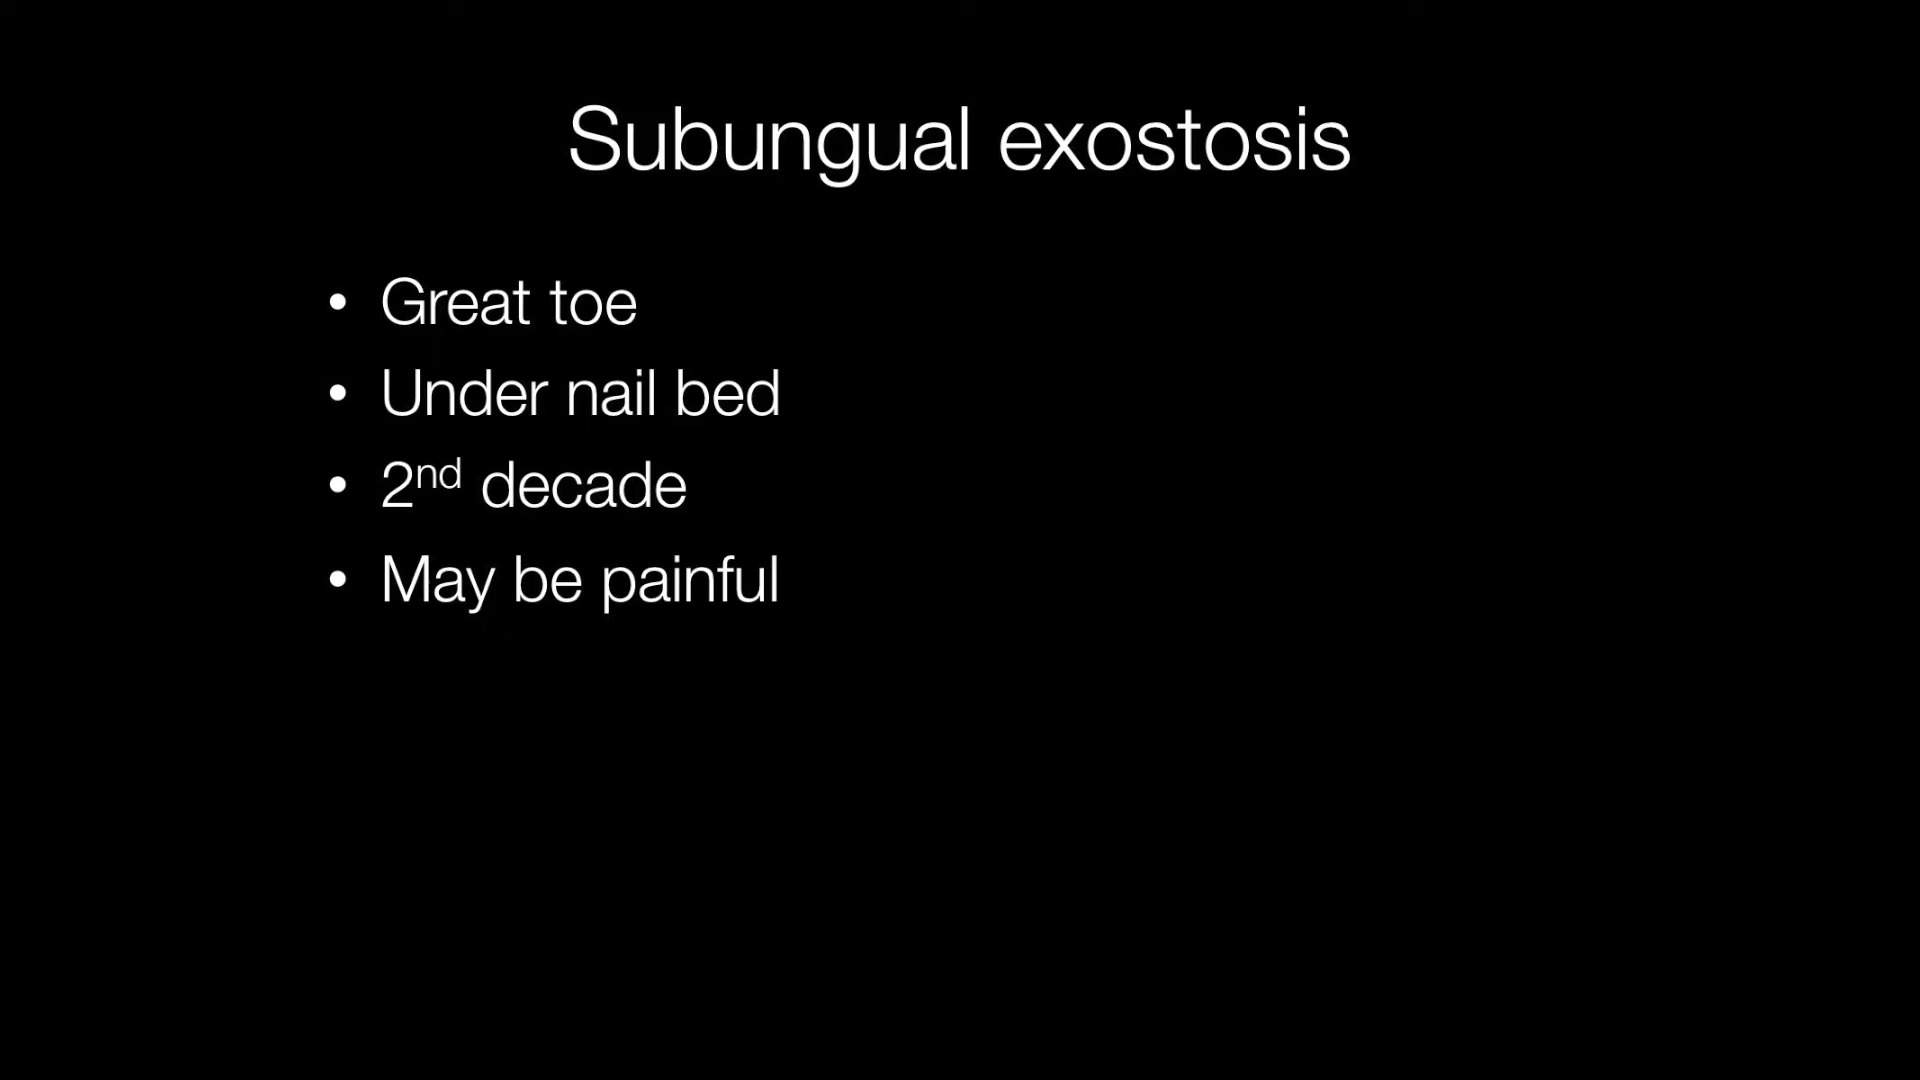 Subungual exostosis
• Great toe
• Under nail bed
• 2nd decade
• May be painful